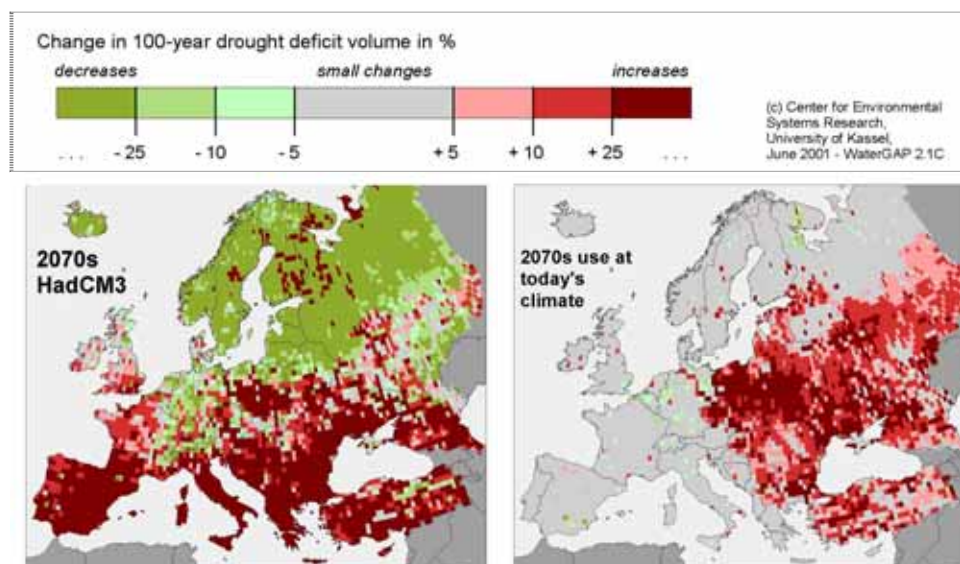 Change in 100-year drought deficit volume in %
decreases small changes increases
. . . - 25 - 10 - 5 + 5 + 10 + 25 . . .
(c) Center for Environmental
Systems Research,
University of Kassel,
June 2001 - WaterGAP 2.1C
2070s
HadCM3
2070s use at
today's
climate